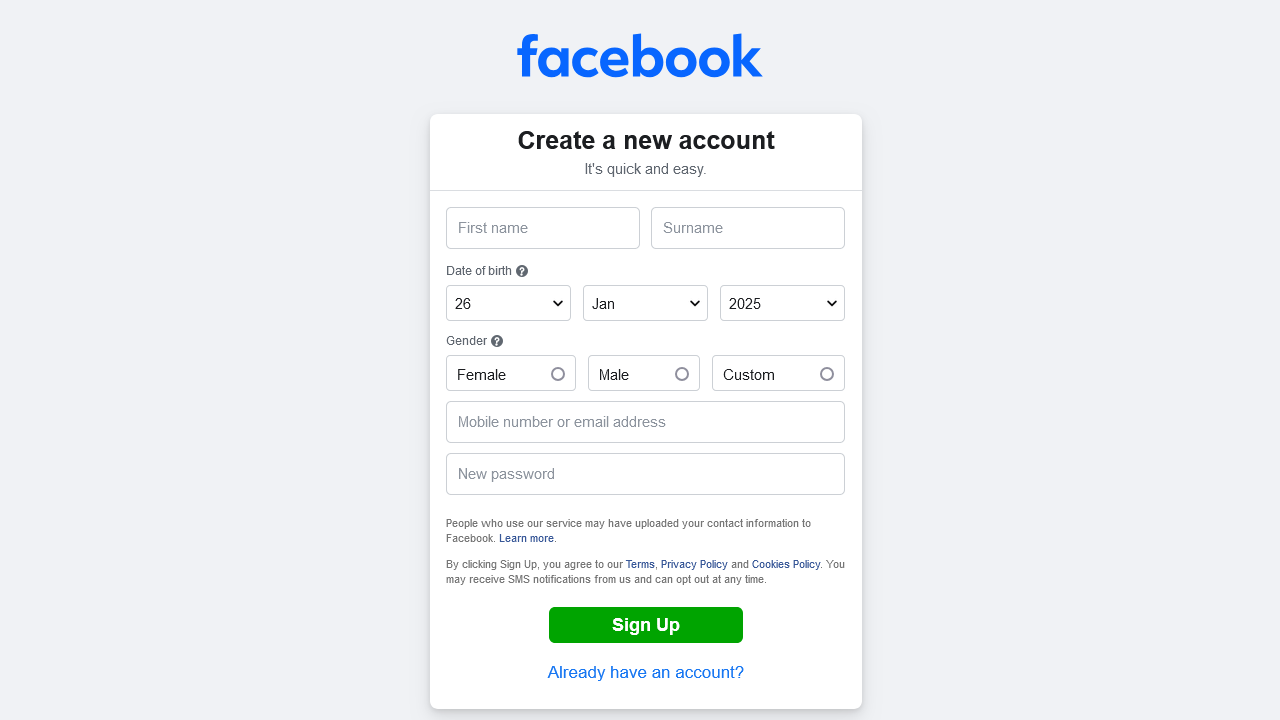 facebook
Create a new account
It's quick and easy.
First name
Surname
Date of birth
26
Jan
2025
Gender
Female
Male
Custom
Mobile number or email address
New password
People who use our service may have uploaded your contact information to
Facebook. Learn more.
By clicking Sign Up, you agree to our Terms, Privacy Policy and Cookies Policy. You
may receive SMS notifications from us and can opt out at any time.
Sign Up
Already have an account?